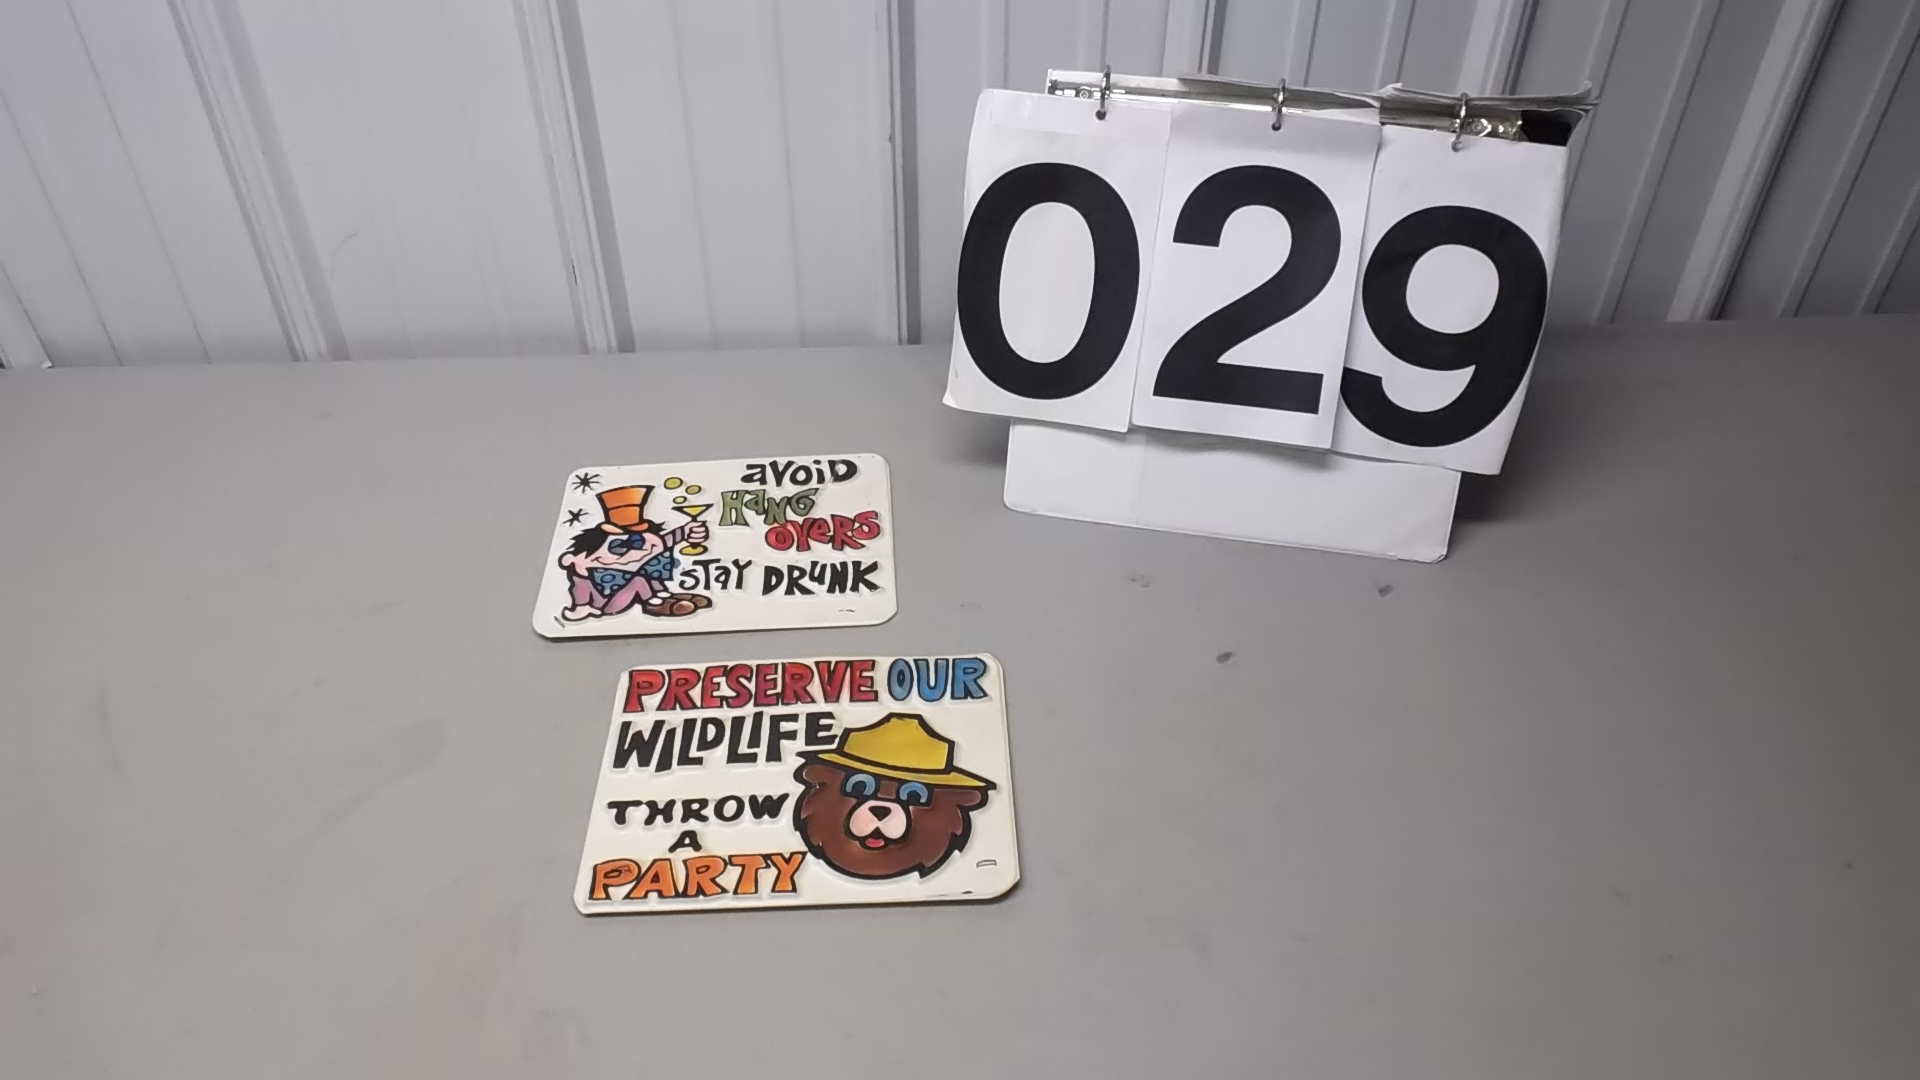 029
avoiD
HaNG
OVeRS
STaY DRuNK
PRESERVE OUR
WILDLIFE
THROW
A
PARTY